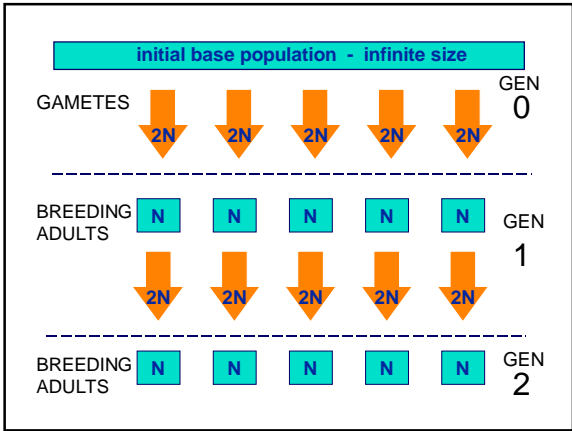 initial base population - infinite size
GAMETES
GEN
0
2N 2N 2N 2N 2N
BREEDING
ADULTS
N N N N N
GEN
1
2N 2N 2N 2N 2N
BREEDING
ADULTS
N N N N N
GEN
2